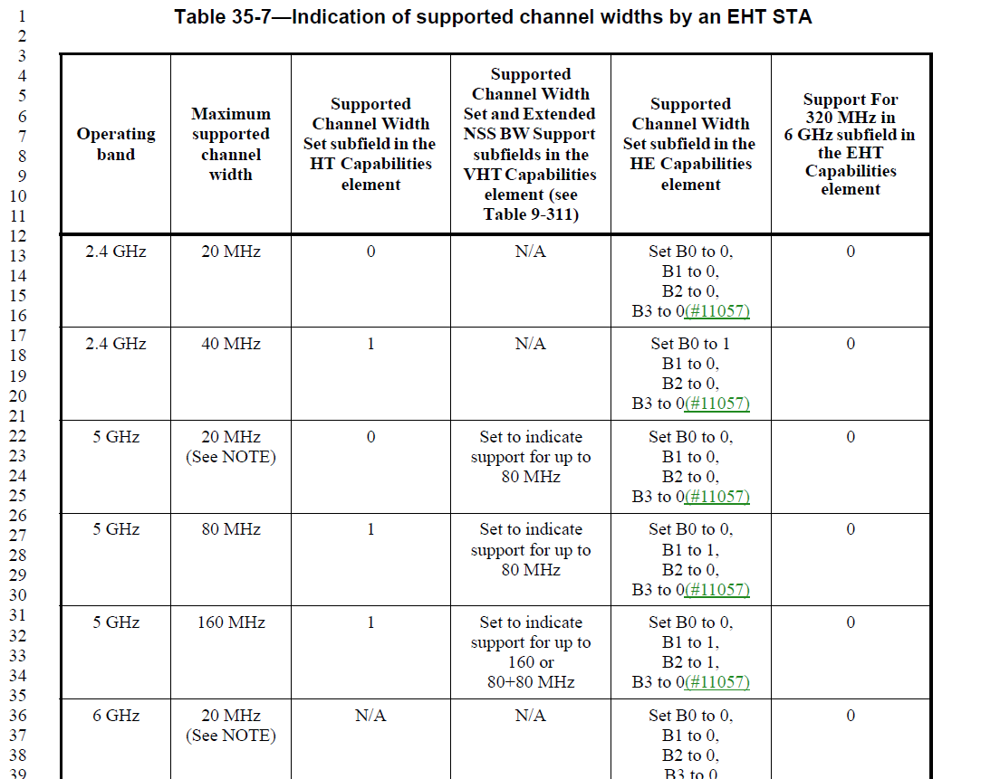 Table 35-7—Indication of supported channel widths by an EHT STA
1
2
3
4
5
6
7
8
9
10
11
12
13
14
15
16
17
18
19
20
21
22
23
24
25
26
27
28
29
30
31
32
33
34
35
36
37
38
39
Operating
band
Maximum
supported
channel
width
Supported
Channel Width
Set subfield in the
HT Capabilities
element
Supported
Channel Width
Set and Extended
NSS BW Support
subfields in the
VHT Capabilities
element (see
Table 9-311)
Supported
Channel Width
Set subfield in the
HE Capabilities
element
Support For
320 MHz in
6 GHz subfield in
the EHT
Capabilities
element
2.4 GHz
20 MHz
0
N/A
Set B0 to 0,
B1 to 0,
B2 to 0,
B3 to 0(#11057)
0
2.4 GHz
40 MHz
1
N/A
Set B0 to 1
B1 to 0,
B2 to 0,
B3 to 0(#11057)
0
5 GHz
20 MHz
(See NOTE)
0
Set to indicate
support for up to
80 MHz
Set B0 to 0,
B1 to 0,
B2 to 0,
B3 to 0(#11057)
0
5 GHz
80 MHz
1
Set to indicate
support for up to
80 MHz
Set B0 to 0,
B1 to 1,
B2 to 0,
B3 to 0(#11057)
0
5 GHz
160 MHz
1
Set to indicate
support for up to
160 or
80+80 MHz
Set B0 to 0,
B1 to 1,
B2 to 1,
B3 to 0(#11057)
0
6 GHz
20 MHz
(See NOTE)
N/A
N/A
Set B0 to 0,
B1 to 0,
B2 to 0,
B3 to 0
0